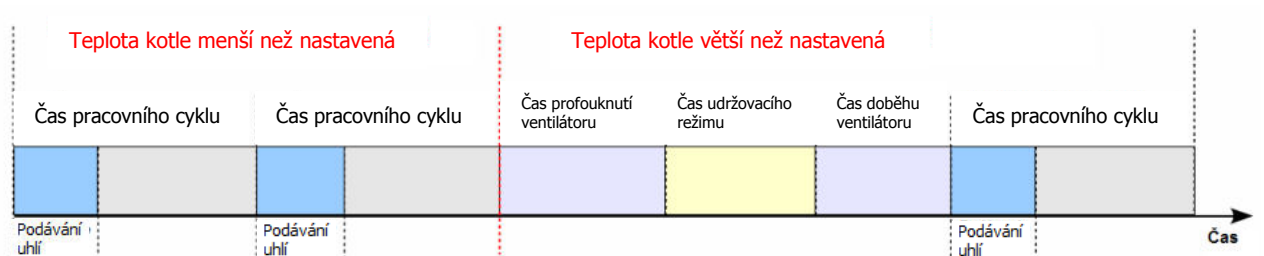 Teplota kotle menší než nastavená
Teplota kotle větší než nastavená
Čas pracovního cyklu
Čas pracovního cyklu
Čas profouknutí
ventilátoru
Čas udržovacího
režimu
Čas doběhu
ventilátoru
Čas pracovního cyklu
Podávání
uhlí
Podávání
uhlí
Podávání
uhlí
Čas